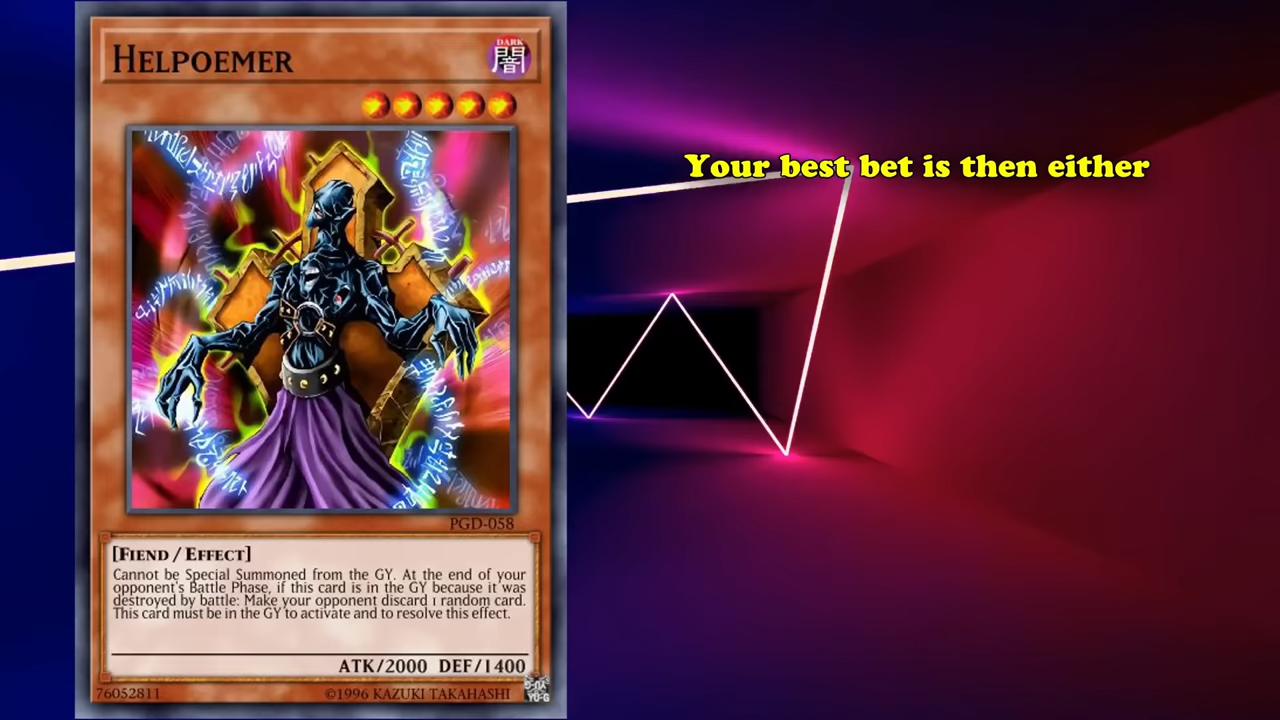 HELPOEMER
DARK
闇
Your best bet is then either
PGD-058
[FIEND / EFFECT]
Cannot be Special Summoned from the GY. At the end of your
opponent's Battle Phase, if this card is in the GY because it was
destroyed by battle: Make your opponent discard 1 random card.
This card must be in the GY to activate and to resolve this effect.
ATK/2000 DEF/1400
76052811
©1996 KAZUKI TAKAHASHI